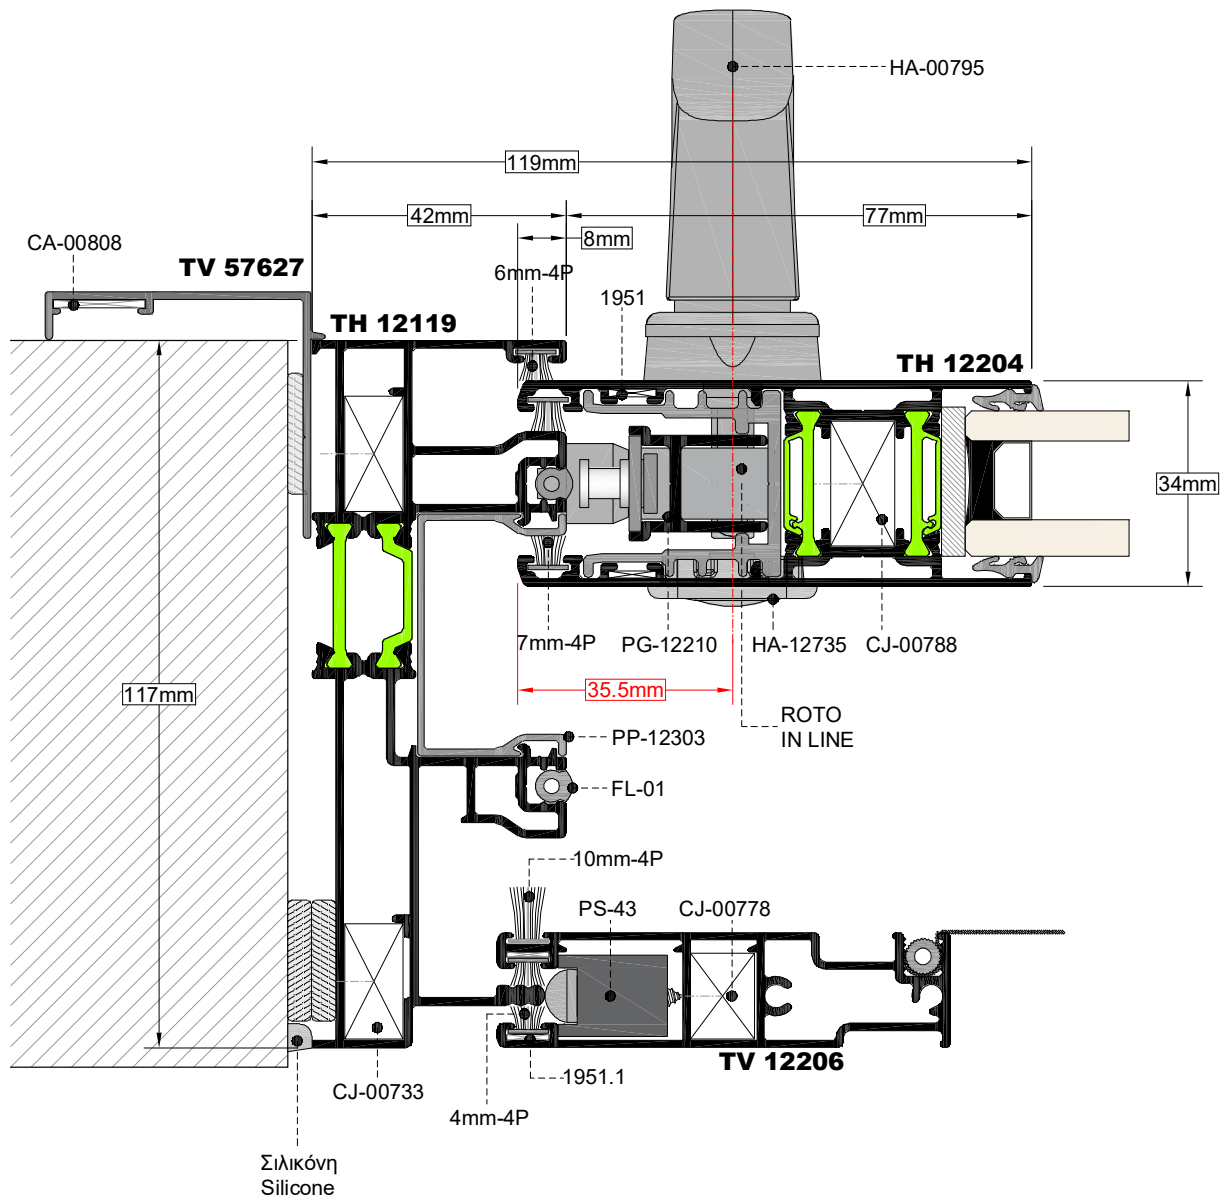 HA-00795
119mm
42mm
77mm
8mm
CA-00808
TV 57627
6mm-4P
1951
TH 12119
TH 12204
34mm
7mm-4P
PG-12210
HA-12735
CJ-00788
117mm
35.5mm
ROTO
IN LINE
PP-12303
FL-01
10mm-4P
PS-43
CJ-00778
TV 12206
1951.1
CJ-00733
4mm-4P
Σιλικόνη
Silicone